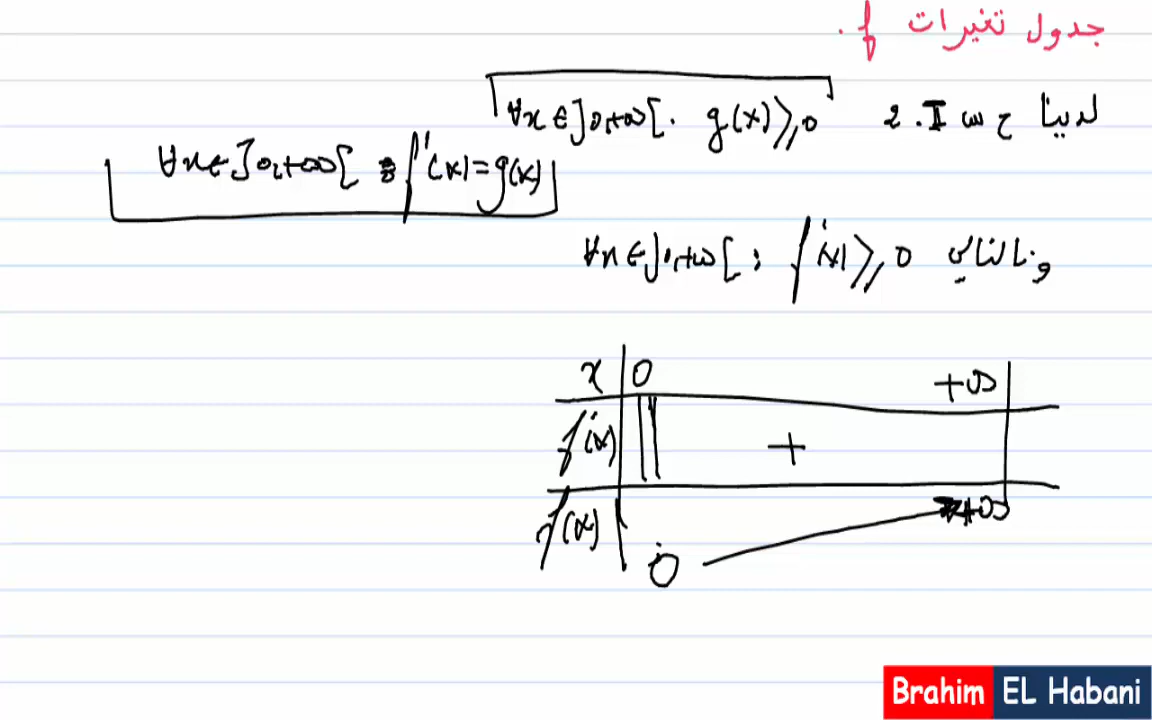 جدول تغيرات f.
لدينا ح س I.2 ∀x∈]0,+∞[. g(x)≥0
∀x∈]0,+∞[ : f'(x)=g(x)
وبالتالي ∀x∈]0,+∞[ ; f'(x)≥0
x 0 +∞
f'(x) +
f(x) 0 +∞
Brahim EL Habani